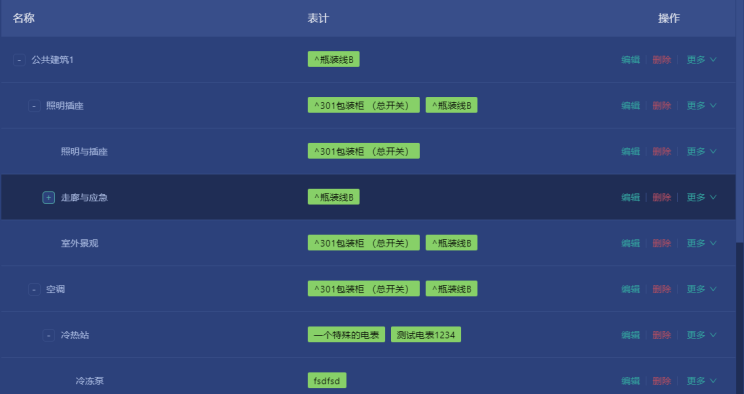 名称 表计 操作
- 公共建筑1 ^瓶装线B 编辑 删除 更多
- 照明插座 ^301包装柜 （总开关） ^瓶装线B 编辑 删除 更多
照明与插座 ^301包装柜 （总开关） 编辑 删除 更多
+ 走廊与应急 ^瓶装线B 编辑 删除 更多
室外景观 ^301包装柜 （总开关） ^瓶装线B 编辑 删除 更多
- 空调 ^301包装柜 （总开关） ^瓶装线B 编辑 删除 更多
- 冷热站 一个特殊的电表 测试电表1234 编辑 删除 更多
冷冻泵 fsdfsd 编辑 删除 更多